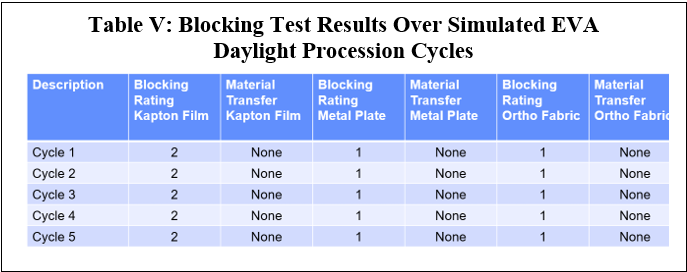 Table V: Blocking Test Results Over Simulated EVA
Daylight Procession Cycles
Description Blocking Rating Kapton Film Material Transfer Kapton Film Blocking Rating Metal Plate Material Transfer Metal Plate Blocking Rating Ortho Fabric Material Transfer Ortho Fabric
Cycle 1 2 None 1 None 1 None
Cycle 2 2 None 1 None 1 None
Cycle 3 2 None 1 None 1 None
Cycle 4 2 None 1 None 1 None
Cycle 5 2 None 1 None 1 None